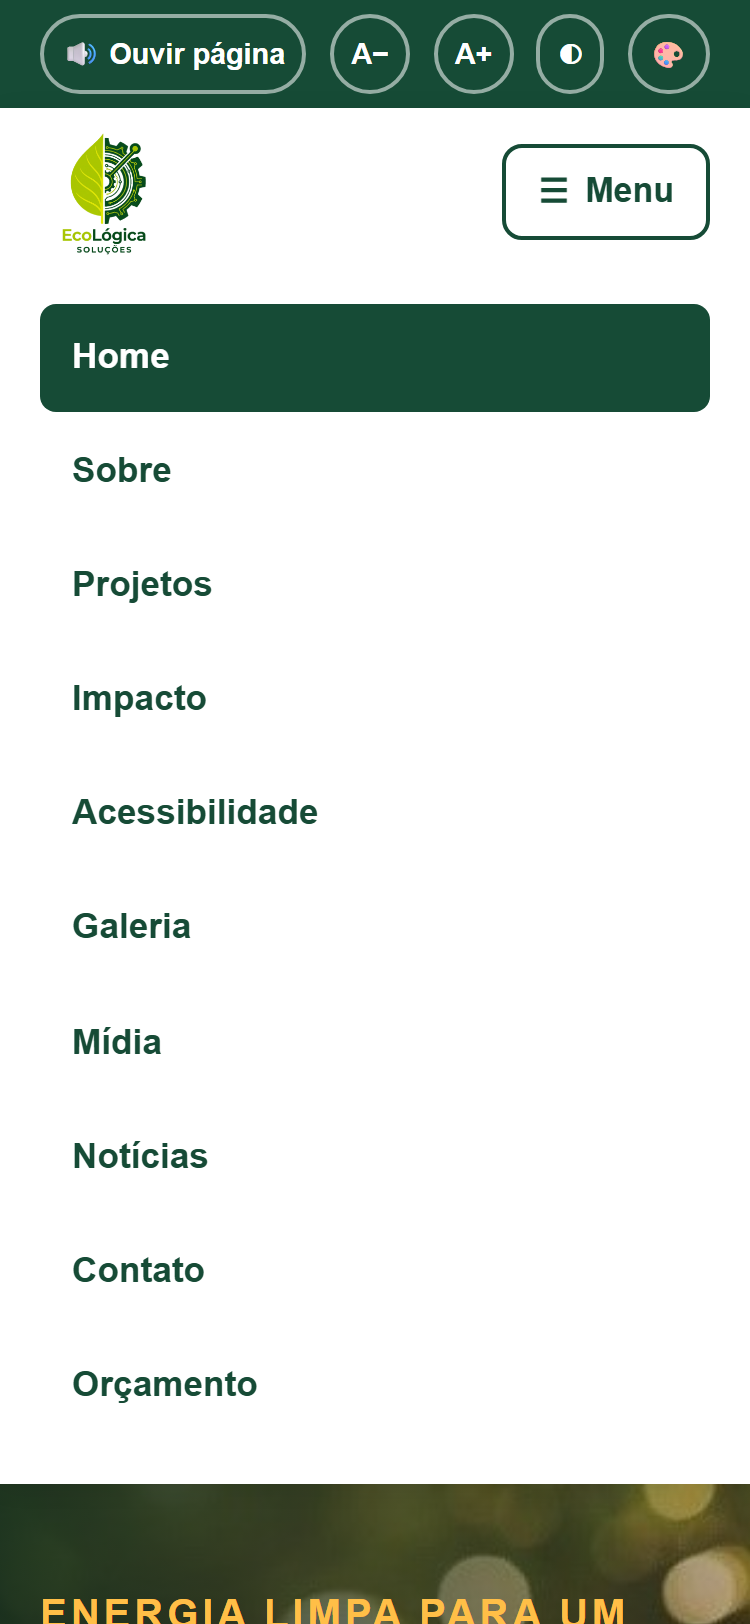 Ouvir página A− A+
EcoLógica
SOLUÇÕES
☰ Menu
Home
Sobre
Projetos
Impacto
Acessibilidade
Galeria
Mídia
Notícias
Contato
Orçamento
ENERGIA LIMPA PARA UM